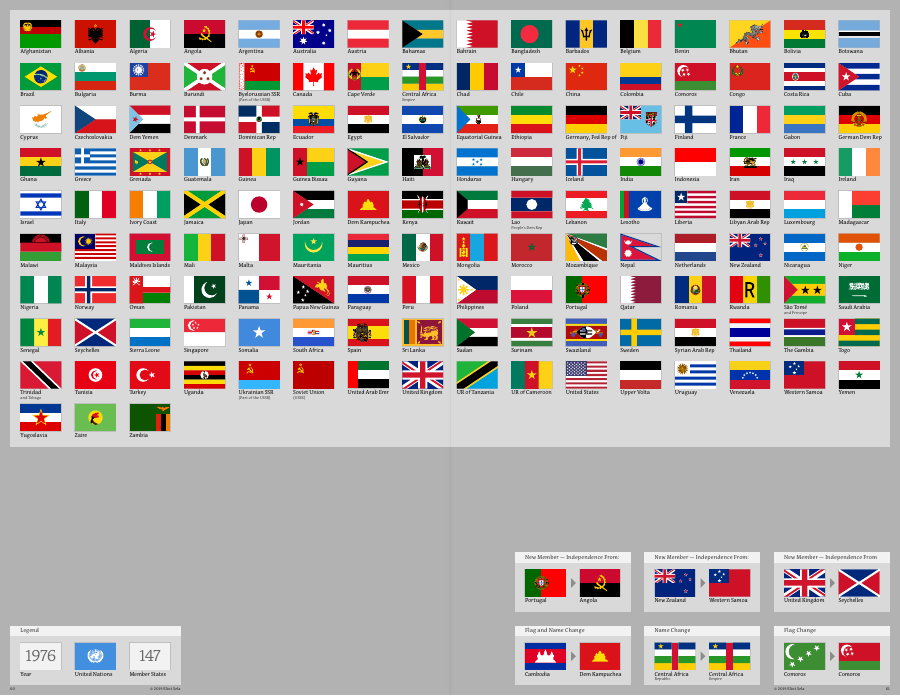 Afghanistan Albania Algeria Angola Argentina Australia Austria Bahamas Bahrain Bangladesh Barbados Belgium Benin Bhutan Bolivia Botswana
Brazil Bulgaria Burma Burundi Byelorussian SSR Canada Cape Verde Central Africa Chad Chile China Colombia Comoros Congo Costa Rica Cuba
(Part of the USSR) Empire
Cyprus Czechoslovakia Dem Yemen Denmark Dominican Rep Ecuador Egypt El Salvador Equatorial Guinea Ethiopia Germany, Fed Rep of Fiji Finland France Gabon German Dem Rep
Ghana Greece Grenada Guatemala Guinea Guinea Bissau Guyana Haiti Honduras Hungary Iceland India Indonesia Iran Iraq Ireland
Israel Italy Ivory Coast Jamaica Japan Jordan Dem Kampuchea Kenya Kuwait Lao Lebanon Lesotho Liberia Libyan Arab Rep Luxembourg Madagascar
People's Dem Rep
Malawi Malaysia Maldives Islands Mali Malta Mauritania Mauritius Mexico Mongolia Morocco Mozambique Nepal Netherlands New Zealand Nicaragua Niger
Nigeria Norway Oman Pakistan Panama Papua New Guinea Paraguay Peru Philippines Poland Portugal Qatar Romania Rwanda São Tomé Saudi Arabia
and Principe
Senegal Seychelles Sierra Leone Singapore Somalia South Africa Spain Sri Lanka Sudan Surinam Swaziland Sweden Syrian Arab Rep Thailand The Gambia Togo
Trinidad Tunisia Turkey Uganda Ukrainian SSR Soviet Union United Arab Emr United Kingdom UR of Tanzania UR of Cameroon United States Upper Volta Uruguay Venezuela Western Samoa Yemen
and Tobago (Part of the USSR) (USSR)
Yugoslavia Zaire Zambia
New Member — Independence From: New Member — Independence From: New Member — Independence From
Portugal Angola New Zealand Western Samoa United Kingdom Seychelles
Legend Flag and Name Change Name Change Flag Change
1976 147
Year United Nations Member States Cambodia Dem Kampuchea Central Africa Central Africa Comoros Comoros
Republic Empire